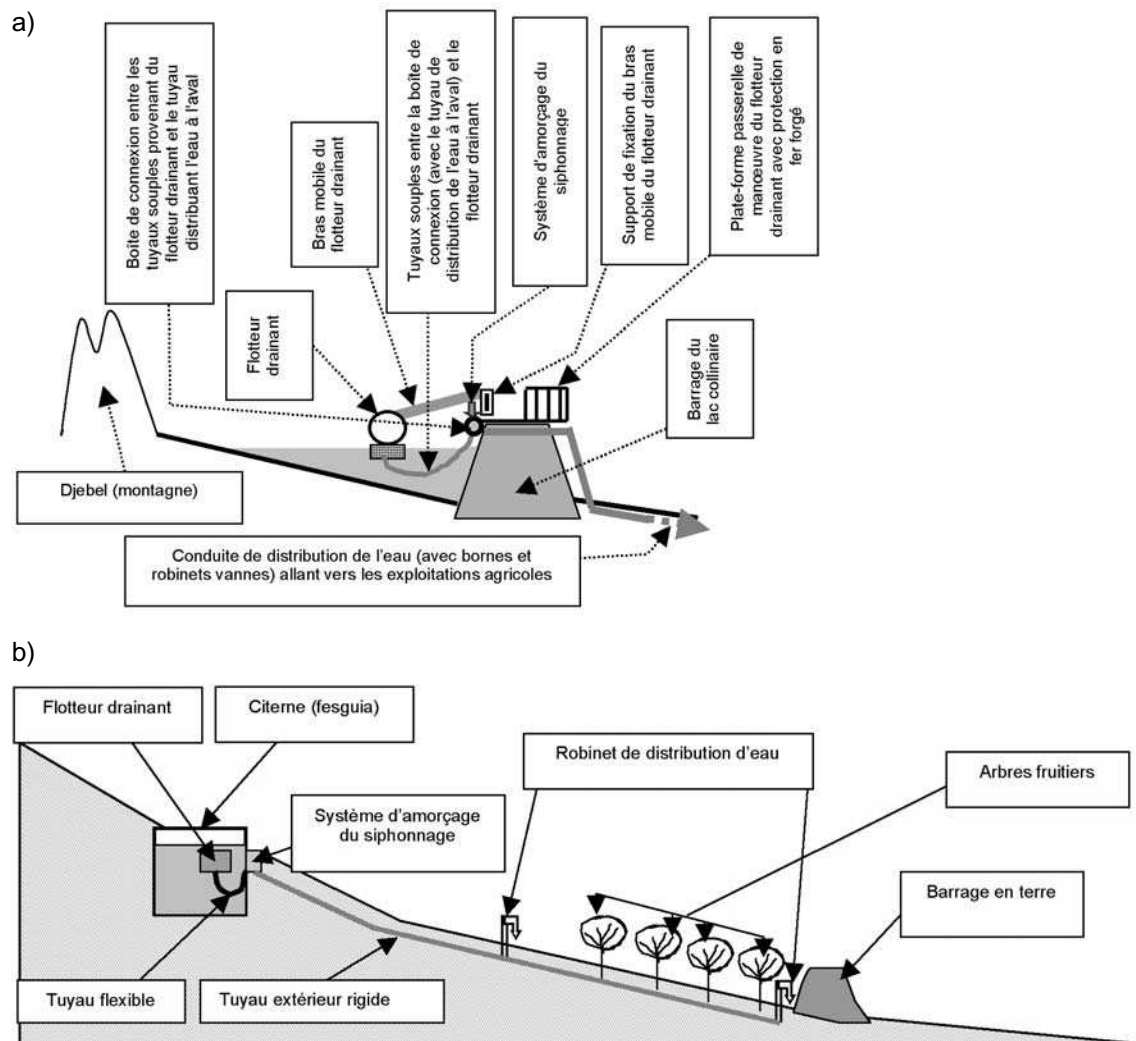 a)
Boîte de connexion entre les
tuyaux souples provenant du
flotteur drainant et le tuyau
distribuant l'eau à l'aval
Bras mobile du
flotteur drainant
Tuyaux souples entre la boîte de
connexion (avec le tuyau de
distribution de l'eau à l'aval) et le
flotteur drainant
Système d'amorçage du
siphonnage
Support de fixation du bras
mobile du flotteur drainant
Plate-forme passerelle de
manœuvre du flotteur
drainant avec protection en
fer forgé
Flotteur
drainant
Barrage du
lac collinaire
Djebel (montagne)
Conduite de distribution de l'eau (avec bornes et
robinets vannes) allant vers les exploitations agricoles
b)
Flotteur drainant
Citerne (fesguia)
Robinet de distribution d'eau
Arbres fruitiers
Système d'amorçage
du siphonnage
Barrage en terre
Tuyau flexible
Tuyau extérieur rigide